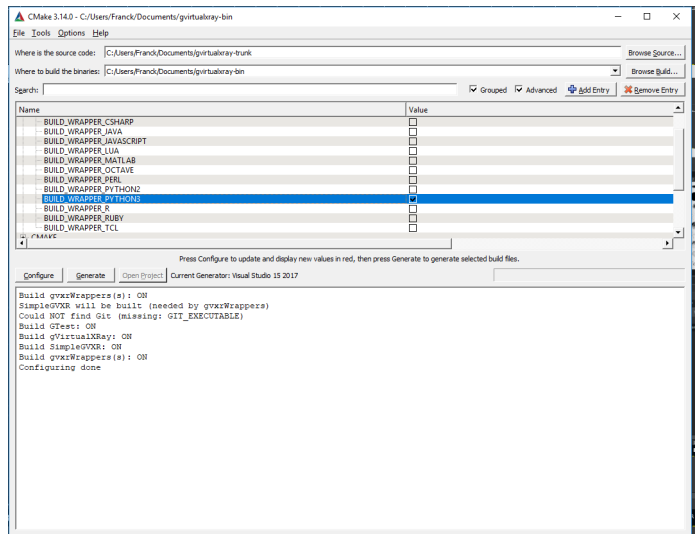 CMake 3.14.0 - C:/Users/Franck/Documents/gvirtualxray-bin
File Tools Options Help
Where is the source code: C:/Users/Franck/Documents/gvirtualxray-trunk Browse Source...
Where to build the binaries: C:/Users/Franck/Documents/gvirtualxray-bin Browse Build...
Search: Grouped Advanced Add Entry Remove Entry
Name Value
BUILD_WRAPPER_CSHARP
BUILD_WRAPPER_JAVA
BUILD_WRAPPER_JAVASCRIPT
BUILD_WRAPPER_LUA
BUILD_WRAPPER_MATLAB
BUILD_WRAPPER_OCTAVE
BUILD_WRAPPER_PERL
BUILD_WRAPPER_PYTHON2
BUILD_WRAPPER_PYTHON3
BUILD_WRAPPER_R
BUILD_WRAPPER_RUBY
BUILD_WRAPPER_TCL
CMAKE
Press Configure to update and display new values in red, then press Generate to generate selected build files.
Configure Generate Open Project Current Generator: Visual Studio 15 2017
Build gvxrWrappers(s): ON
SimpleGVXR will be built (needed by gvxrWrappers)
Could NOT find Git (missing: GIT_EXECUTABLE)
Build GTest: ON
Build gVirtualXRay: ON
Build SimpleGVXR: ON
Build gvxrWrappers(s): ON
Configuring done